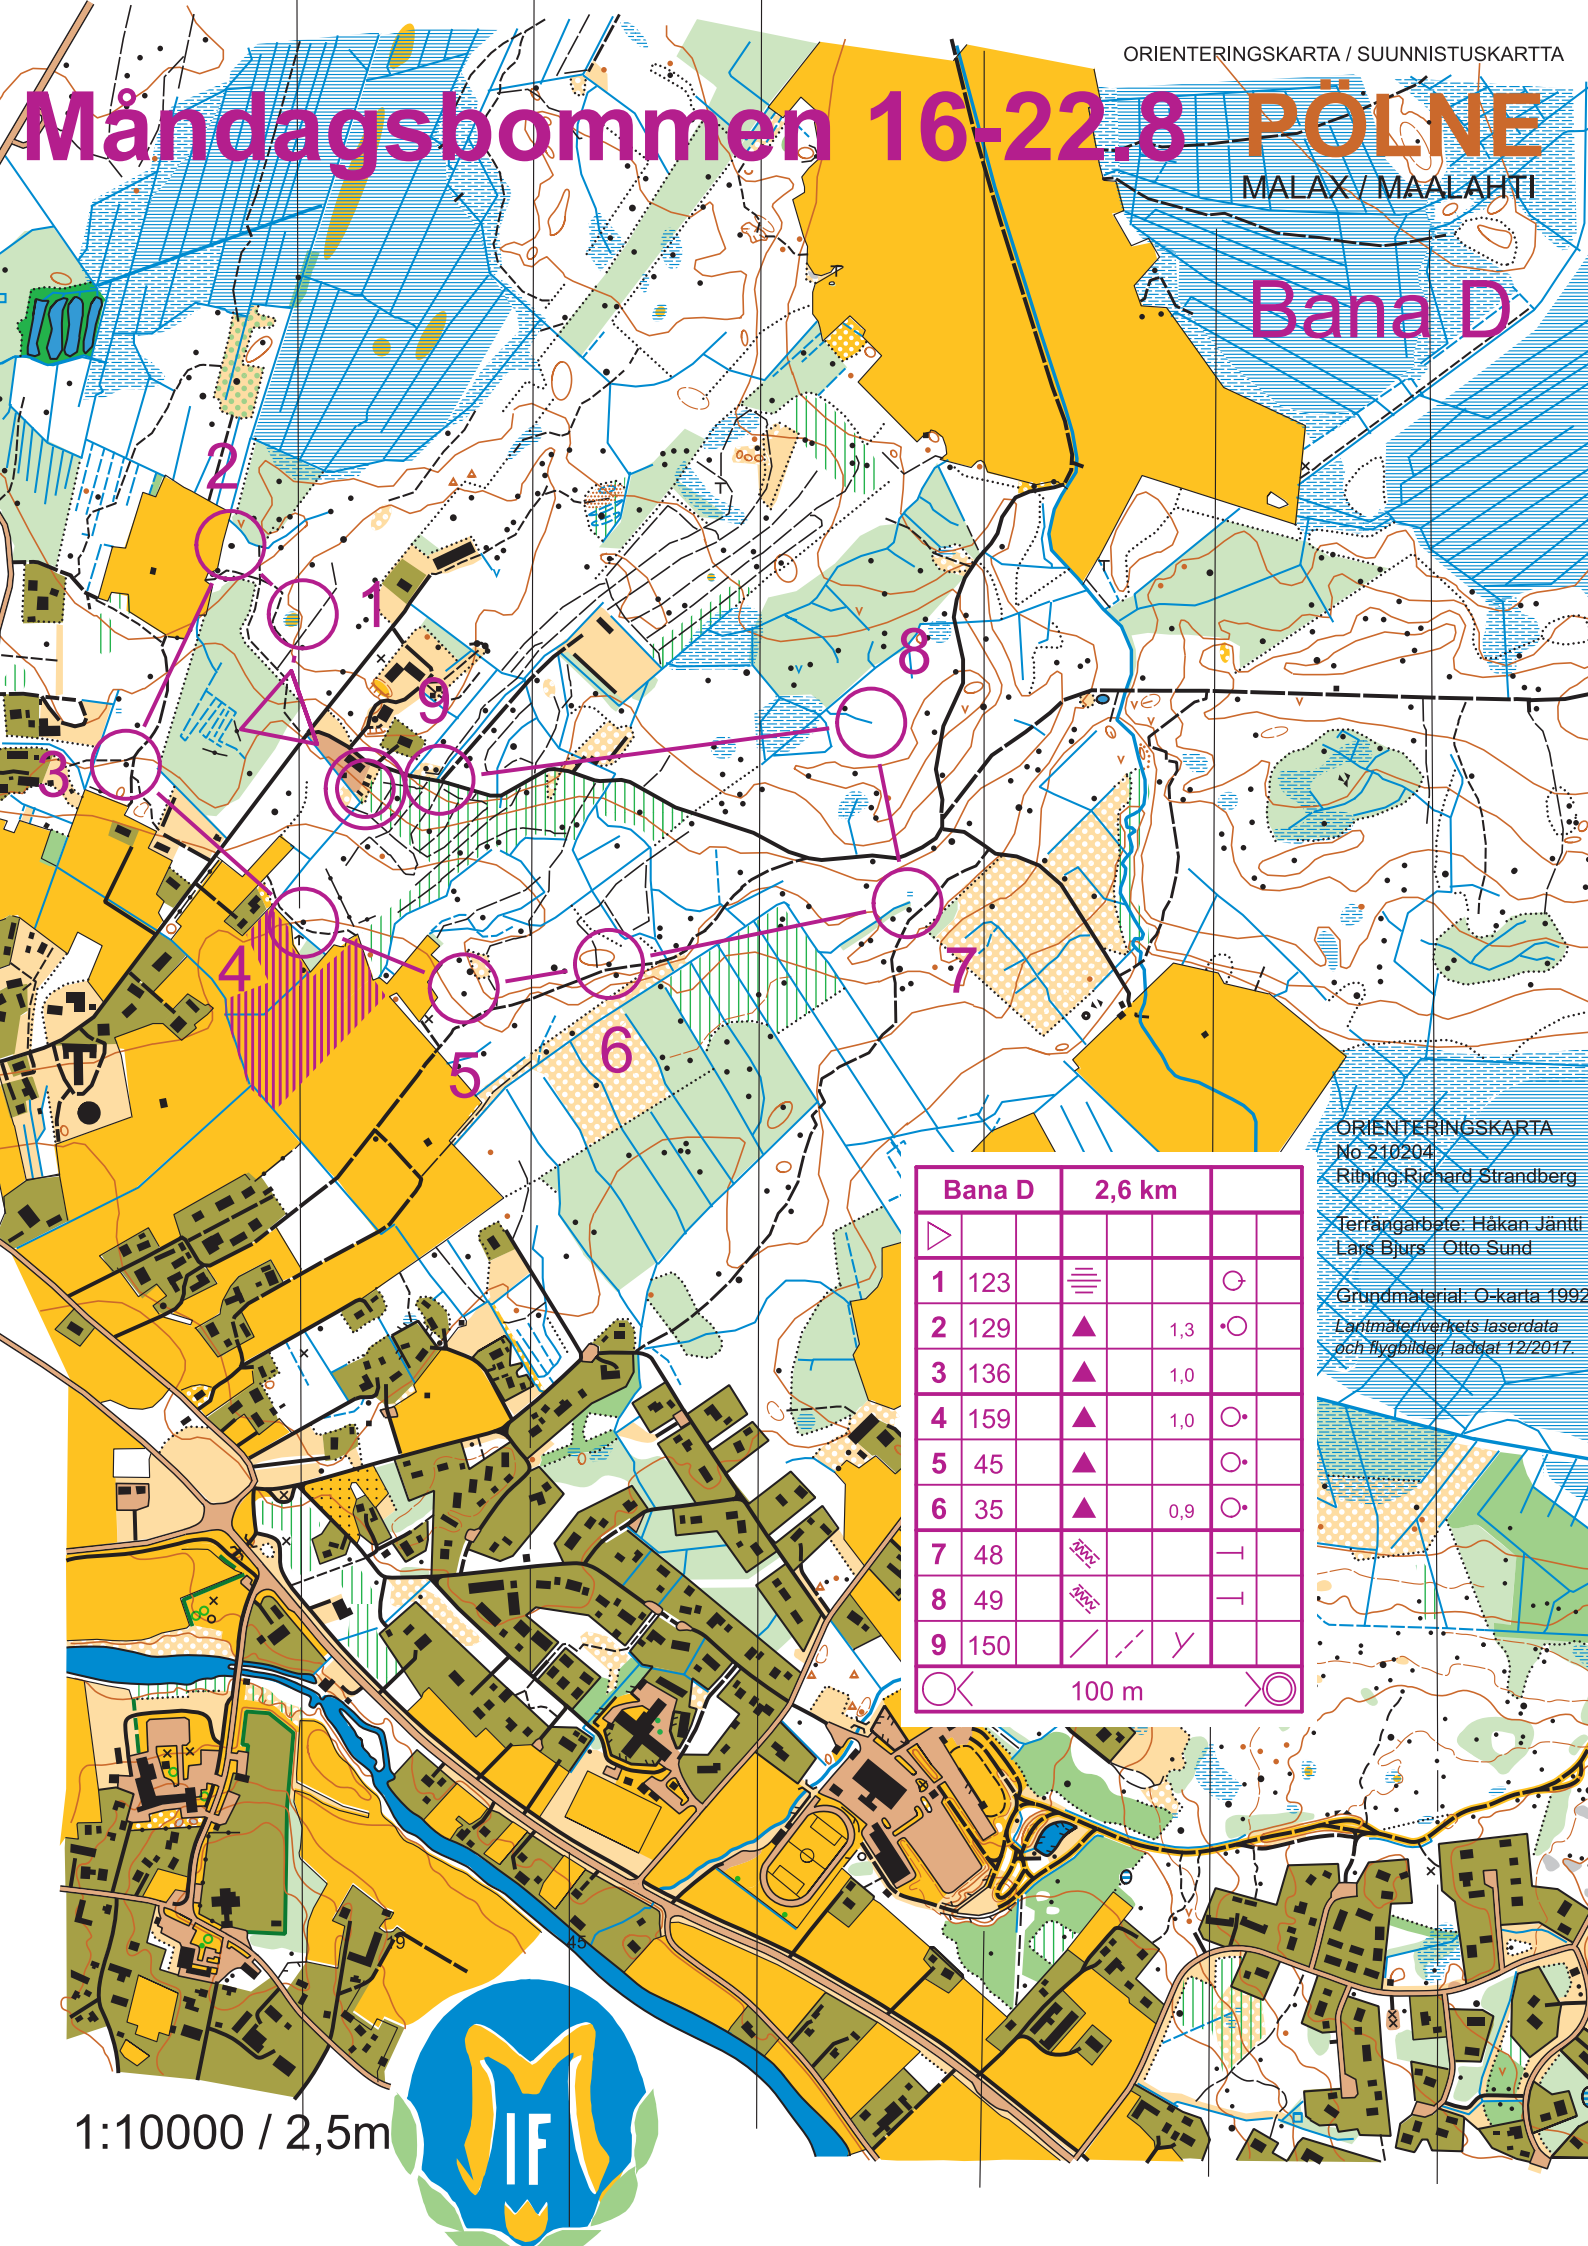 ORIENTERINGSKARTA / SUUNNISTUSKARTTA
Måndagsbommen 16-22.8
PÖLNE
MALAX / MAALAHTI
Bana D
2
1
8
9
3
4
7
6
5
ORIENTERINGSKARTA
No 210204
Ritning:Richard Strandberg
Terrängarbete: Håkan Jäntti
Lars Bjurs Otto Sund
Grundmaterial: O-karta 1992
Lantmäteriverkets laserdata
och flygbilder, laddat 12/2017.
Bana D 2,6 km
1 123
2 129 1,3
3 136 1,0
4 159 1,0
5 45
6 35 0,9
7 48
8 49
9 150
100 m
45
1:10000 / 2,5m
IF